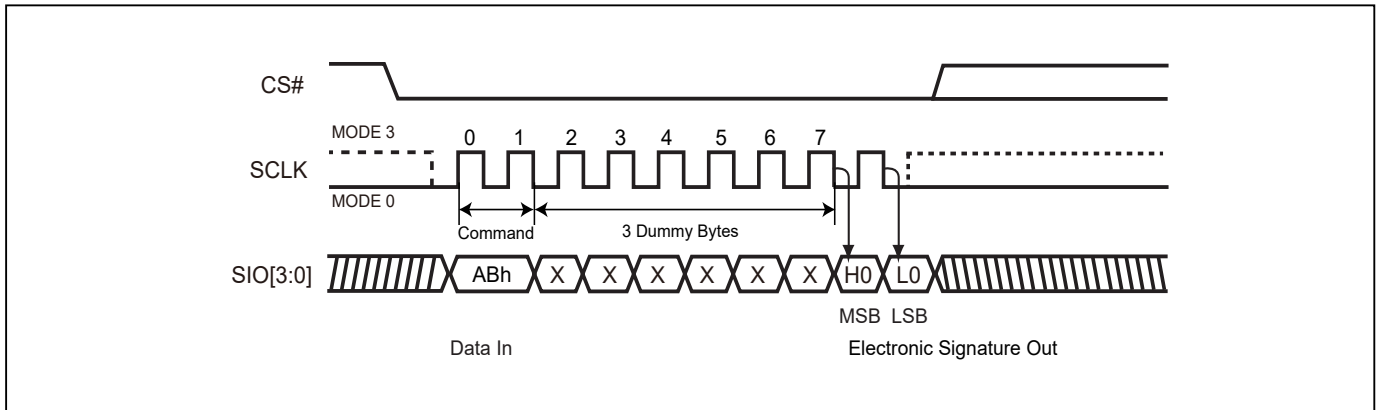 CS#
MODE 3
0 1 2 3 4 5 6 7
SCLK
MODE 0
Command
3 Dummy Bytes
SIO[3:0]
ABh X X X X X X H0 L0
MSB LSB
Data In
Electronic Signature Out